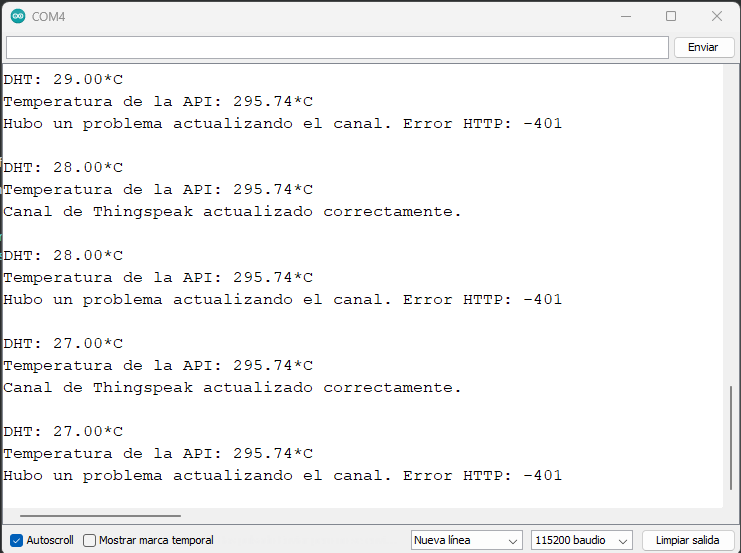 COM4
Enviar
DHT: 29.00*C
Temperatura de la API: 295.74*C
Hubo un problema actualizando el canal. Error HTTP: -401
DHT: 28.00*C
Temperatura de la API: 295.74*C
Canal de Thingspeak actualizado correctamente.
DHT: 28.00*C
Temperatura de la API: 295.74*C
Hubo un problema actualizando el canal. Error HTTP: -401
DHT: 27.00*C
Temperatura de la API: 295.74*C
Canal de Thingspeak actualizado correctamente.
DHT: 27.00*C
Temperatura de la API: 295.74*C
Hubo un problema actualizando el canal. Error HTTP: -401
Autoscroll Mostrar marca temporal Nueva línea 115200 baudio Limpiar salida